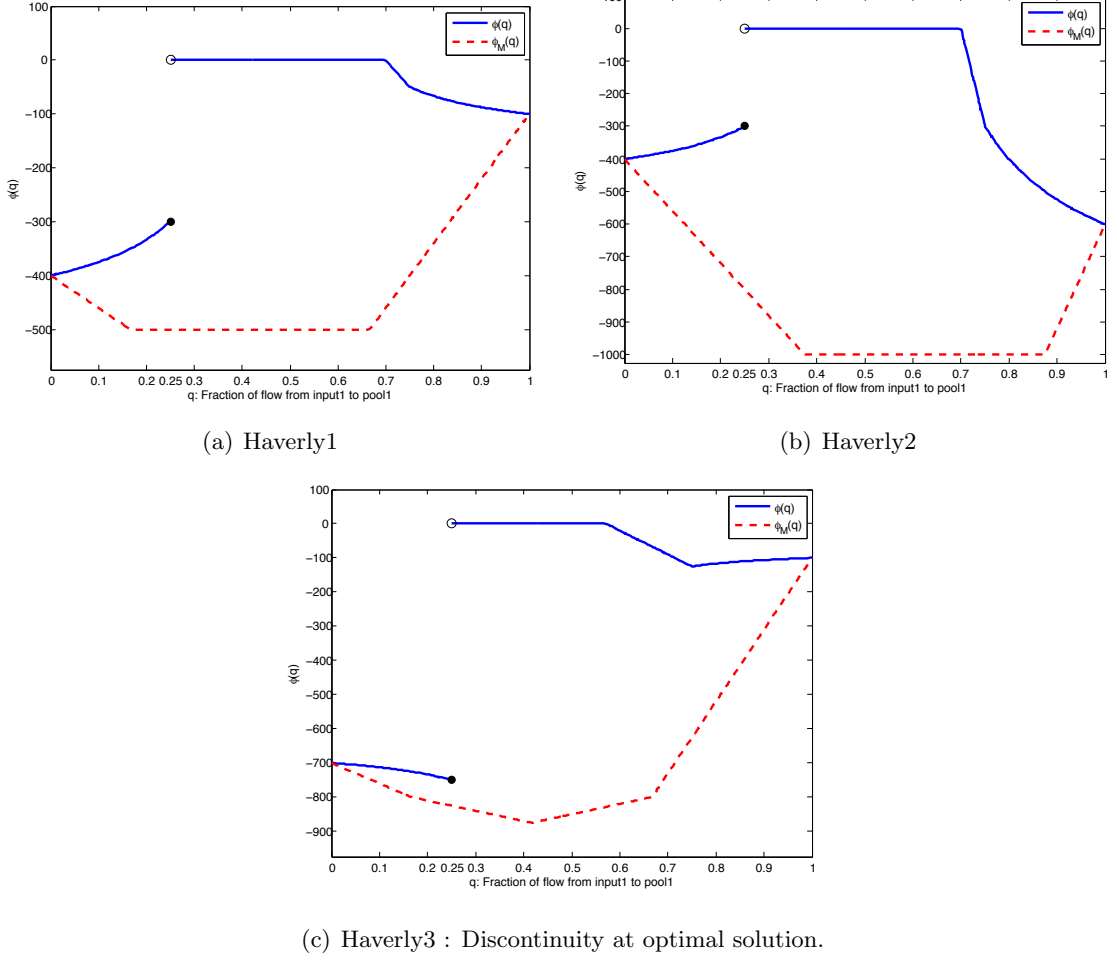 100
0
−100
−200
−300
−400
−500
ϕ(q)
0 0.1 0.2 0.25 0.3 0.4 0.5 0.6 0.7 0.8 0.9 1
q: Fraction of flow from input1 to pool1
ϕ(q)
ϕM(q)
(a) Haverly1
100
0
−100
−200
−300
−400
−500
−600
−700
−800
−900
−1000
ϕ(q)
0 0.1 0.2 0.25 0.3 0.4 0.5 0.6 0.7 0.8 0.9 1
q: Fraction of flow from input1 to pool1
ϕ(q)
ϕM(q)
(b) Haverly2
100
0
−100
−200
−300
−400
−500
−600
−700
−800
−900
ϕ(q)
0 0.1 0.2 0.25 0.3 0.4 0.5 0.6 0.7 0.8 0.9 1
q: Fraction of flow from input1 to pool1
ϕ(q)
ϕM(q)
(c) Haverly3 : Discontinuity at optimal solution.